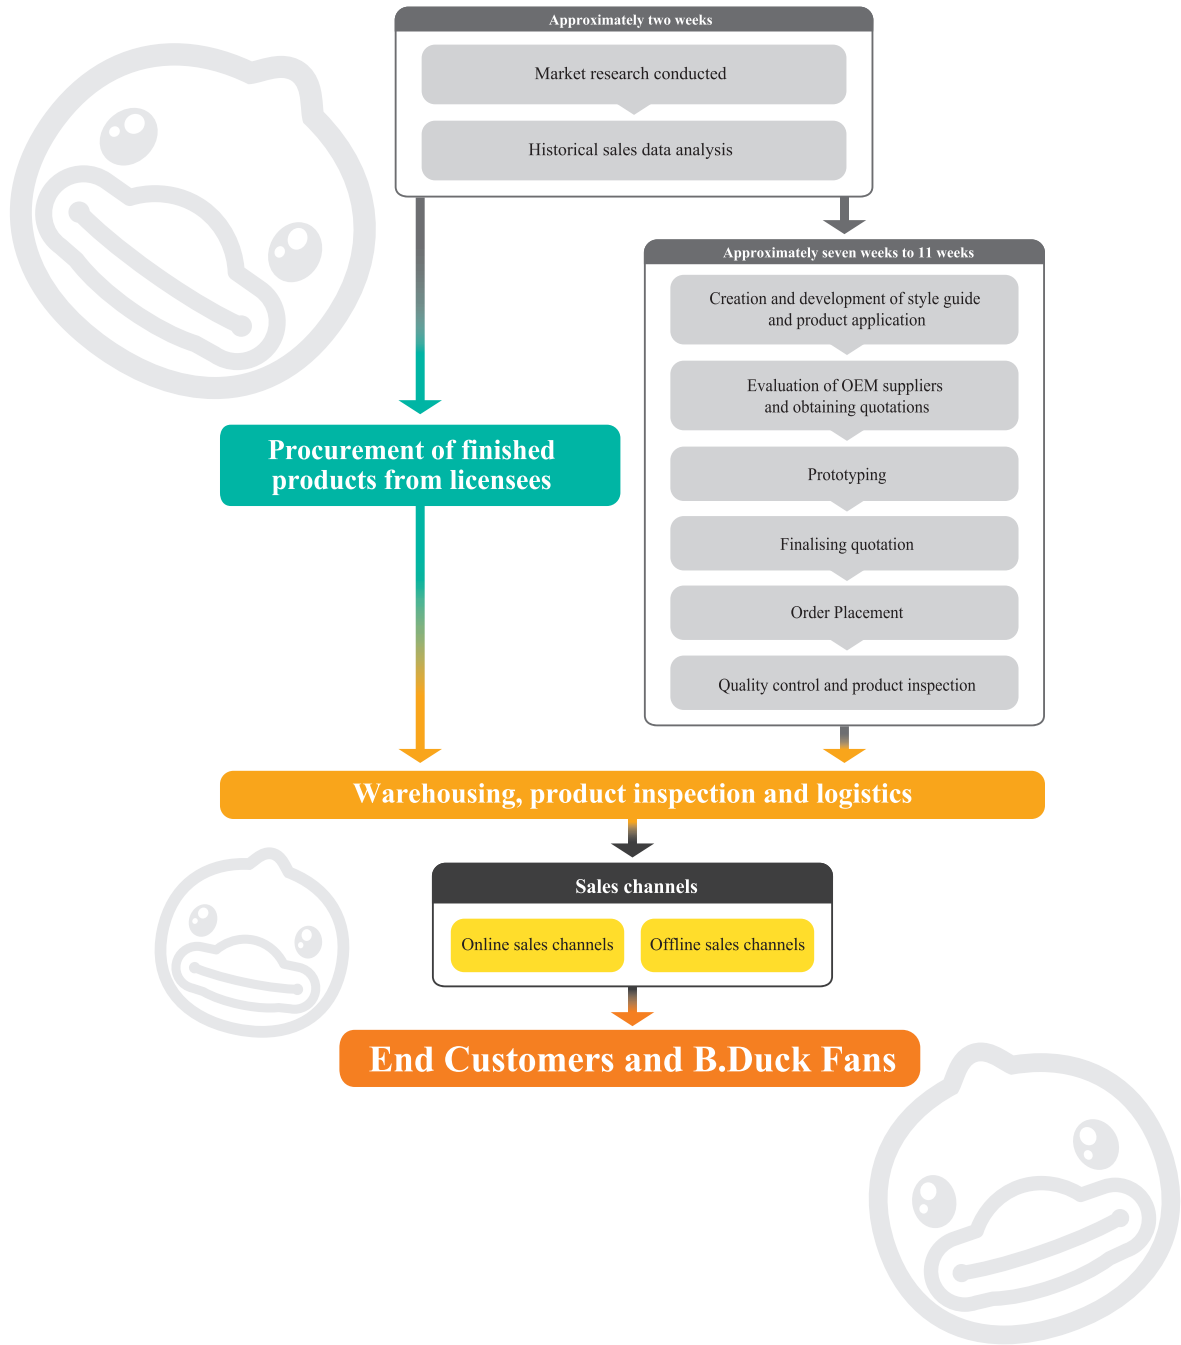 Approximately two weeks
Market research conducted
Historical sales data analysis
Approximately seven weeks to 11 weeks
Creation and development of style guide
and product application
Evaluation of OEM suppliers
and obtaining quotations
Prototyping
Finalising quotation
Order Placement
Quality control and product inspection
Procurement of finished
products from licensees
Warehousing, product inspection and logistics
Sales channels
Online sales channels
Offline sales channels
End Customers and B.Duck Fans